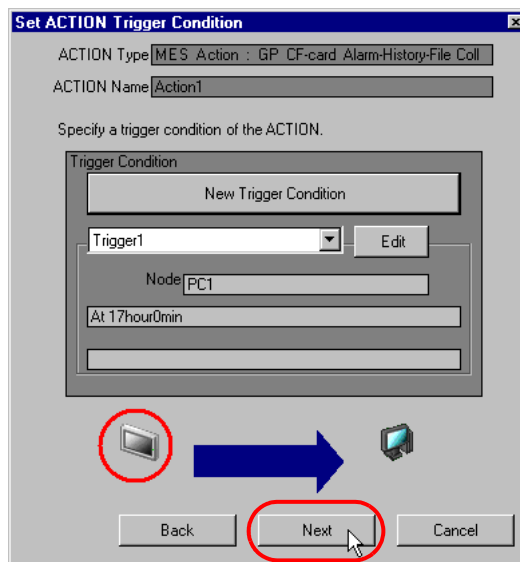 Set ACTION Trigger Condition
ACTION Type MES Action : GP CF-card Alarm-History-File Coll
ACTION Name Action1
Specify a trigger condition of the ACTION.
Trigger Condition
New Trigger Condition
Trigger1 Edit
Node PC1
At 17hour0min
Back Next Cancel